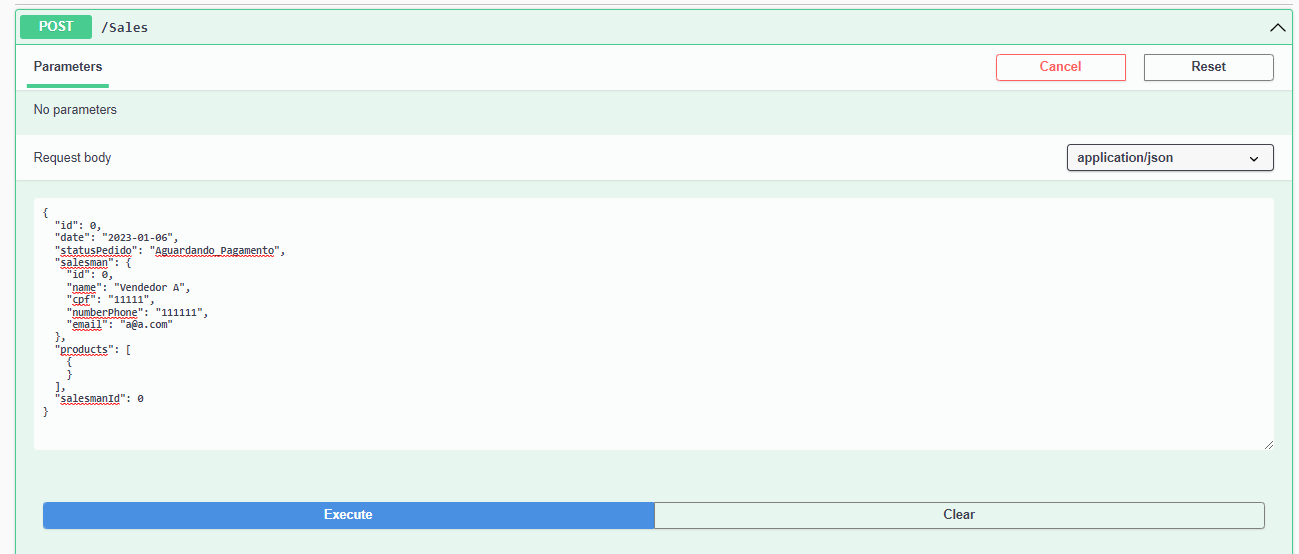 POST /Sales
Parameters
Cancel
Reset
No parameters
Request body
application/json
{
  "id": 0,
  "date": "2023-01-06",
  "statusPedido": "Aguardando_Pagamento",
  "salesman": {
    "id": 0,
    "name": "Vendedor A",
    "cpf": "11111",
    "numberPhone": "111111",
    "email": "a@a.com"
  },
  "products": [
    {
    }
  ],
  "salesmanId": 0
}
Execute
Clear